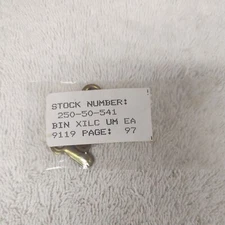 STOCK NUMBER:
250-50-541
BIN XILC UM EA
9119 PAGE: 97